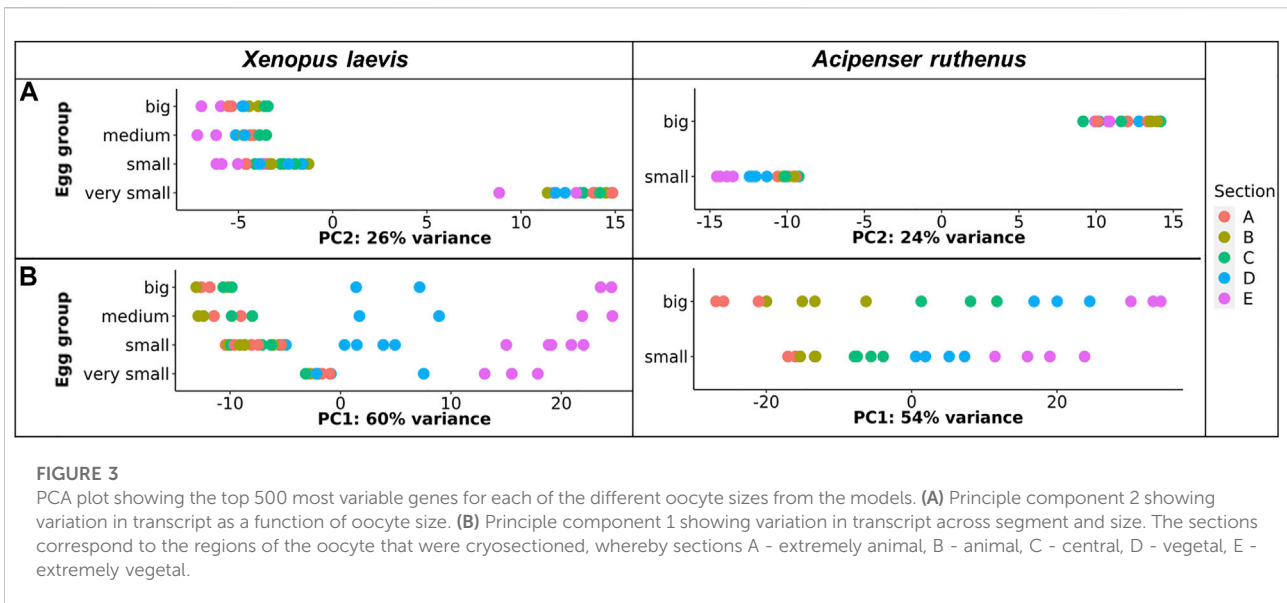 Xenopus laevis
Acipenser ruthenus
A
Egg group
big
medium
small
very small
-5
0
5
10
15
PC2: 26% variance
big
small
-15
-10
-5
0
5
10
15
PC2: 24% variance
Section
A
B
C
D
E
B
Egg group
big
medium
small
very small
-10
0
10
20
PC1: 60% variance
big
small
-20
0
20
PC1: 54% variance
FIGURE 3
PCA plot showing the top 500 most variable genes for each of the different oocyte sizes from the models. (A) Principle component 2 showing
variation in transcript as a function of oocyte size. (B) Principle component 1 showing variation in transcript across segment and size. The sections
correspond to the regions of the oocyte that were cryosectioned, whereby sections A - extremely animal, B - animal, C - central, D - vegetal, E -
extremely vegetal.